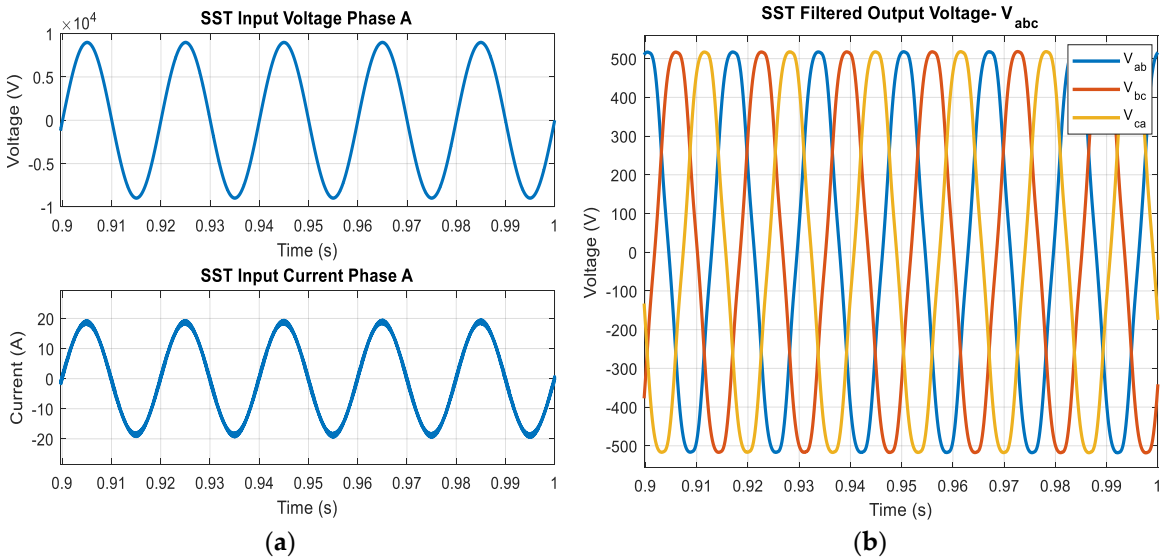 SST Input Voltage Phase A
×10⁴
1
0.5
0
-0.5
-1
Voltage (V)
0.9 0.91 0.92 0.93 0.94 0.95 0.96 0.97 0.98 0.99 1
Time (s)
SST Input Current Phase A
20
10
0
-10
-20
Current (A)
0.9 0.91 0.92 0.93 0.94 0.95 0.96 0.97 0.98 0.99 1
Time (s)
(a)
SST Filtered Output Voltage- V_abc
500
400
300
200
100
0
-100
-200
-300
-400
-500
Voltage (V)
V_ab
V_bc
V_ca
0.9 0.91 0.92 0.93 0.94 0.95 0.96 0.97 0.98 0.99 1
Time (s)
(b)